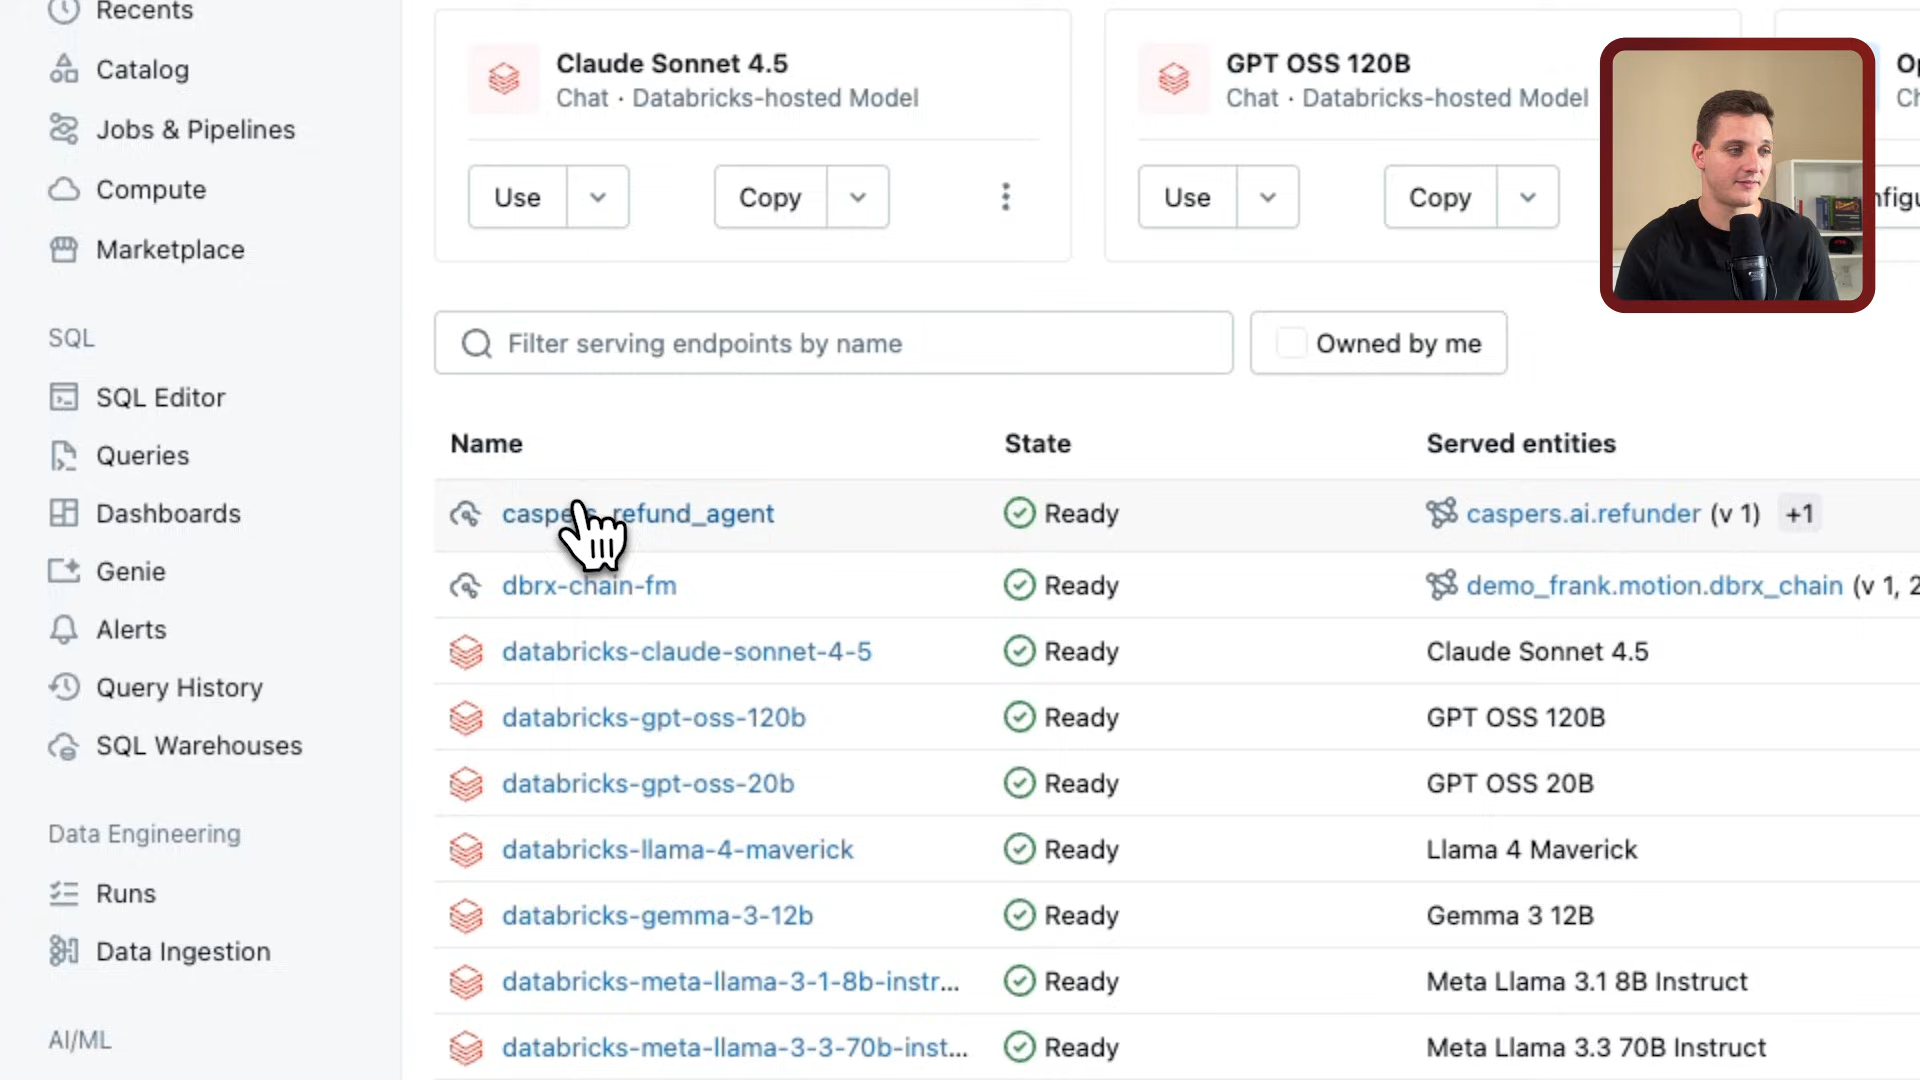 Recents
Catalog
Jobs & Pipelines
Compute
Marketplace
SQL
SQL Editor
Queries
Dashboards
Genie
Alerts
Query History
SQL Warehouses
Data Engineering
Runs
Data Ingestion
AI/ML
Claude Sonnet 4.5
Chat · Databricks-hosted Model
Use
Copy
GPT OSS 120B
Chat · Databricks-hosted Model
Use
Copy
Filter serving endpoints by name
Owned by me
Name State Served entities
caspers_refund_agent Ready caspers.ai.refunder (v 1) +1
dbrx-chain-fm Ready demo_frank.motion.dbrx_chain (v 1, 2
databricks-claude-sonnet-4-5 Ready Claude Sonnet 4.5
databricks-gpt-oss-120b Ready GPT OSS 120B
databricks-gpt-oss-20b Ready GPT OSS 20B
databricks-llama-4-maverick Ready Llama 4 Maverick
databricks-gemma-3-12b Ready Gemma 3 12B
databricks-meta-llama-3-1-8b-instr... Ready Meta Llama 3.1 8B Instruct
databricks-meta-llama-3-3-70b-inst... Ready Meta Llama 3.3 70B Instruct